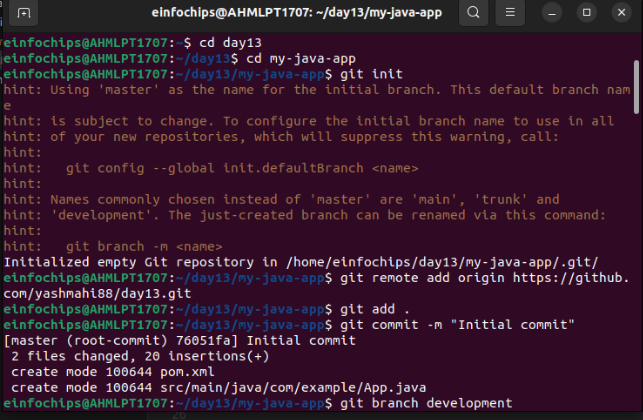 einfochips@AHMLPT1707: ~/day13/my-java-app
einfochips@AHMLPT1707:~$ cd day13
einfochips@AHMLPT1707:~/day13$ cd my-java-app
einfochips@AHMLPT1707:~/day13/my-java-app$ git init
hint: Using 'master' as the name for the initial branch. This default branch nam
e
hint: is subject to change. To configure the initial branch name to use in all
hint: of your new repositories, which will suppress this warning, call:
hint:
hint:   git config --global init.defaultBranch <name>
hint:
hint: Names commonly chosen instead of 'master' are 'main', 'trunk' and
hint: 'development'. The just-created branch can be renamed via this command:
hint:
hint:   git branch -m <name>
Initialized empty Git repository in /home/einfochips/day13/my-java-app/.git/
einfochips@AHMLPT1707:~/day13/my-java-app$ git remote add origin https://github.
com/yashmahi88/day13.git
einfochips@AHMLPT1707:~/day13/my-java-app$ git add .
einfochips@AHMLPT1707:~/day13/my-java-app$ git commit -m "Initial commit"
[master (root-commit) 76051fa] Initial commit
 2 files changed, 20 insertions(+)
 create mode 100644 pom.xml
 create mode 100644 src/main/java/com/example/App.java
einfochips@AHMLPT1707:~/day13/my-java-app$ git branch development